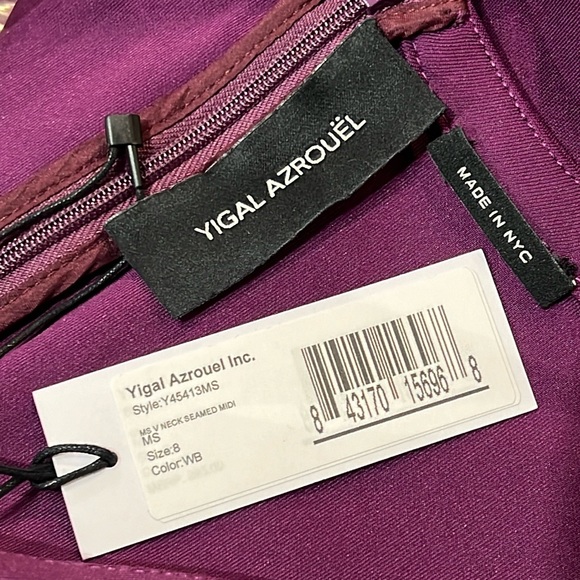 YIGAL AZROUËL
MADE IN NYC
Yigal Azrouel Inc.
Style:Y45413MS
MS V NECK SEAMED MIDI
MS
Size:8
Color:WB
8 43170 15696 8